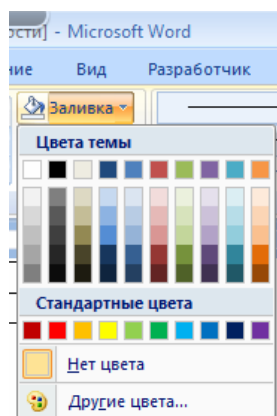 ости] - Microsoft Word
ние Вид Разработчик
Заливка
Цвета темы
Стандартные цвета
Нет цвета
Другие цвета...